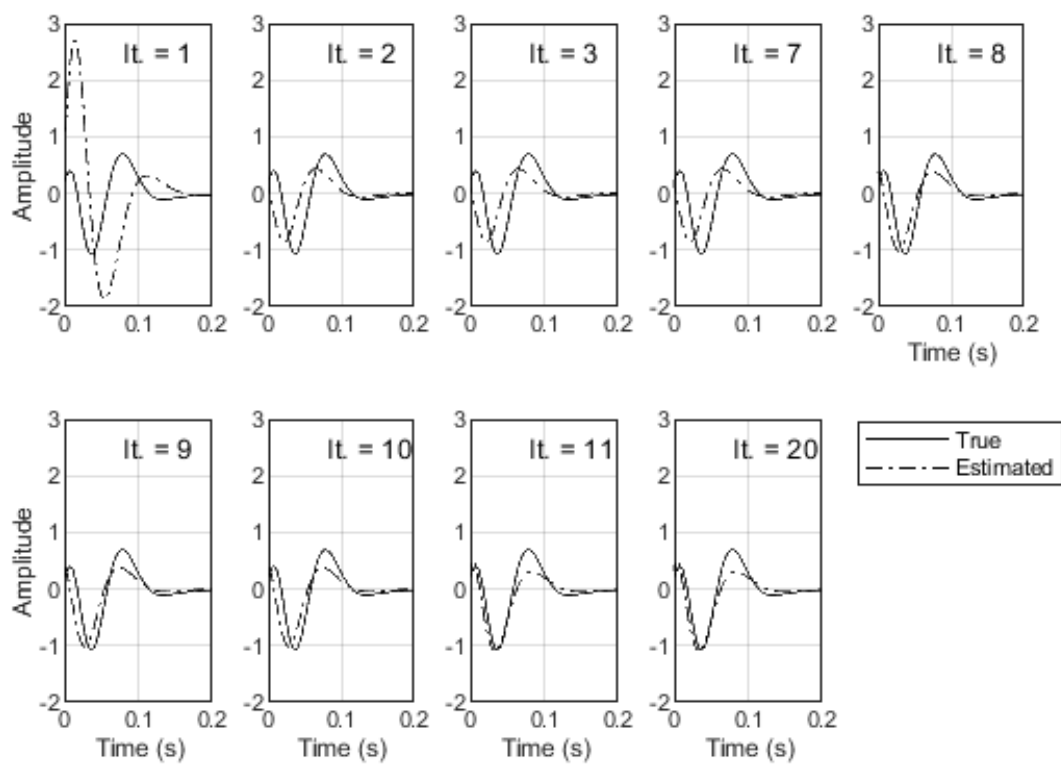 It. = 1
It. = 2
It. = 3
It. = 7
It. = 8
Amplitude
3
2
1
0
-1
-2
0 0.1 0.2
3
2
1
0
-1
-2
0 0.1 0.2
3
2
1
0
-1
-2
0 0.1 0.2
3
2
1
0
-1
-2
0 0.1 0.2
3
2
1
0
-1
-2
0 0.1 0.2
Time (s)
It. = 9
It. = 10
It. = 11
It. = 20
True
Estimated
Amplitude
3
2
1
0
-1
-2
0 0.1 0.2
Time (s)
3
2
1
0
-1
-2
0 0.1 0.2
Time (s)
3
2
1
0
-1
-2
0 0.1 0.2
Time (s)
3
2
1
0
-1
-2
0 0.1 0.2
Time (s)